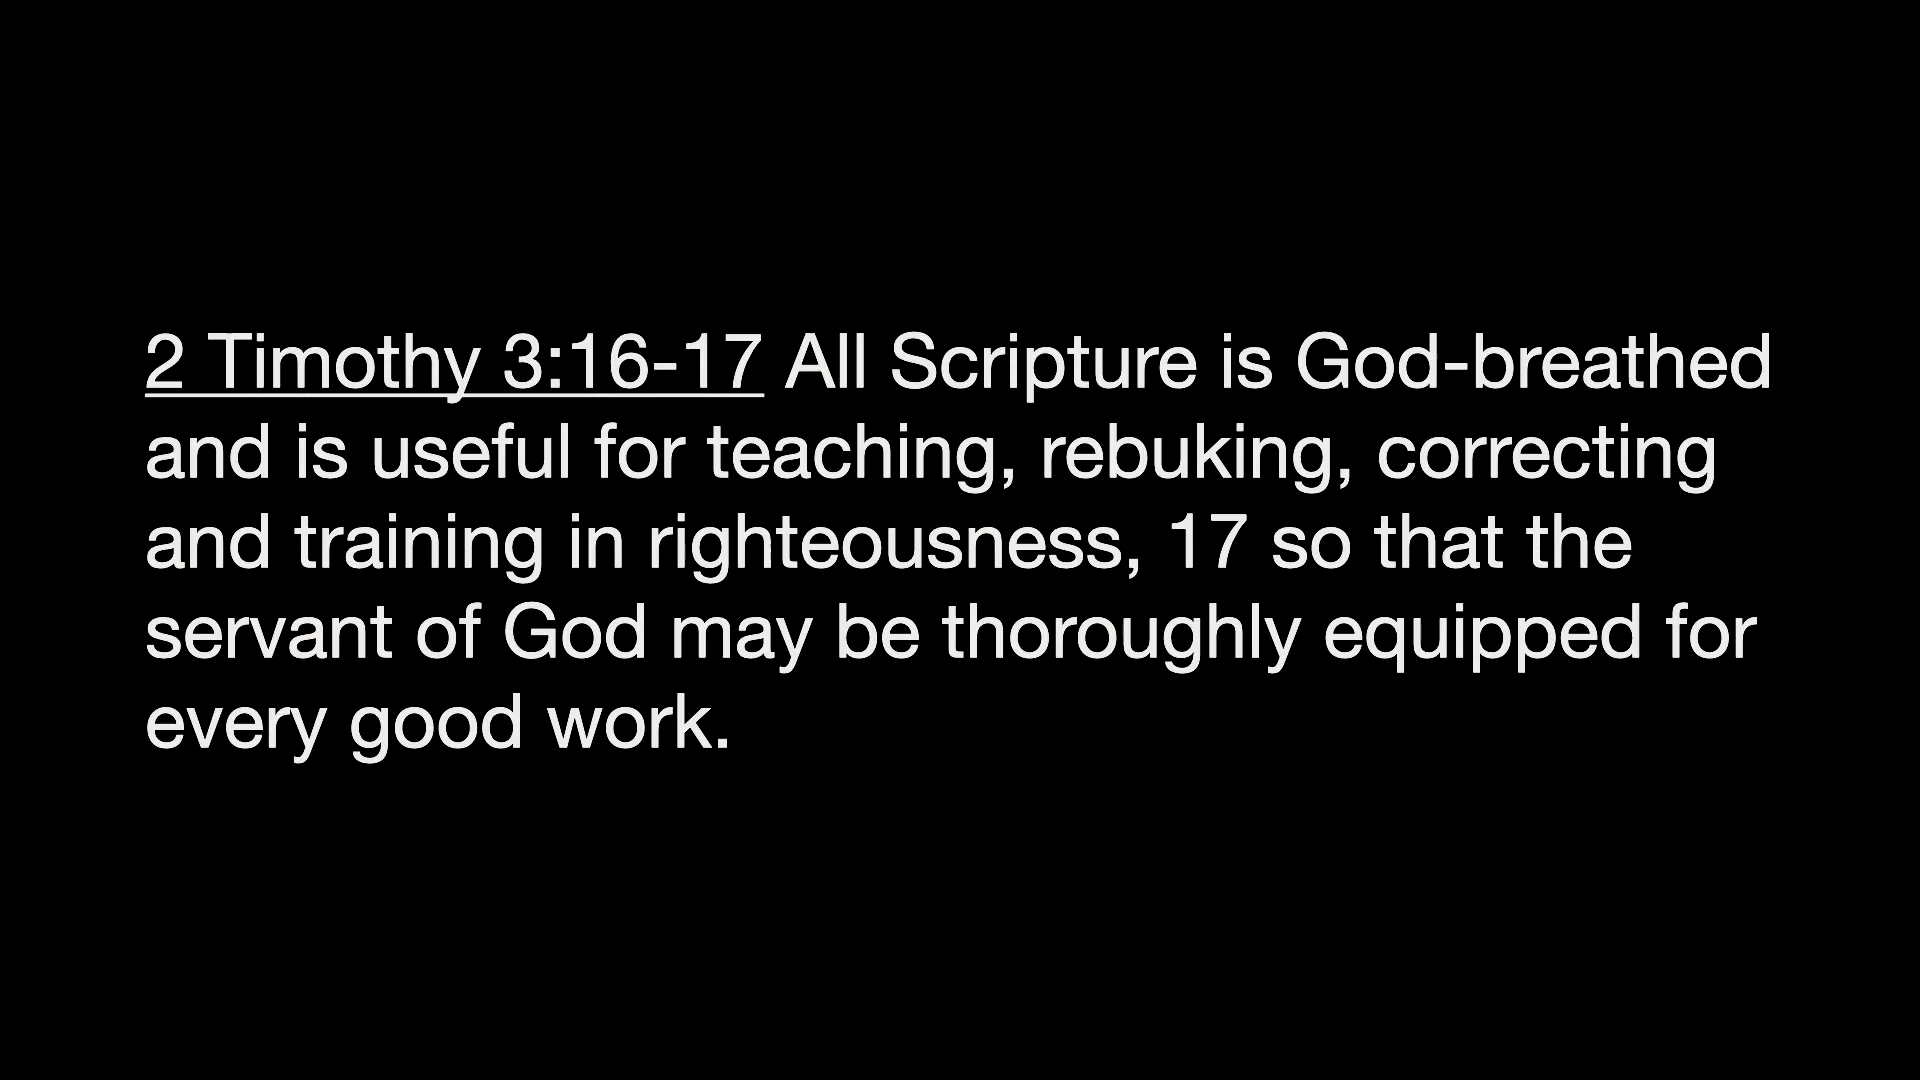 2 Timothy 3:16-17 All Scripture is God-breathed
and is useful for teaching, rebuking, correcting
and training in righteousness, 17 so that the
servant of God may be thoroughly equipped for
every good work.